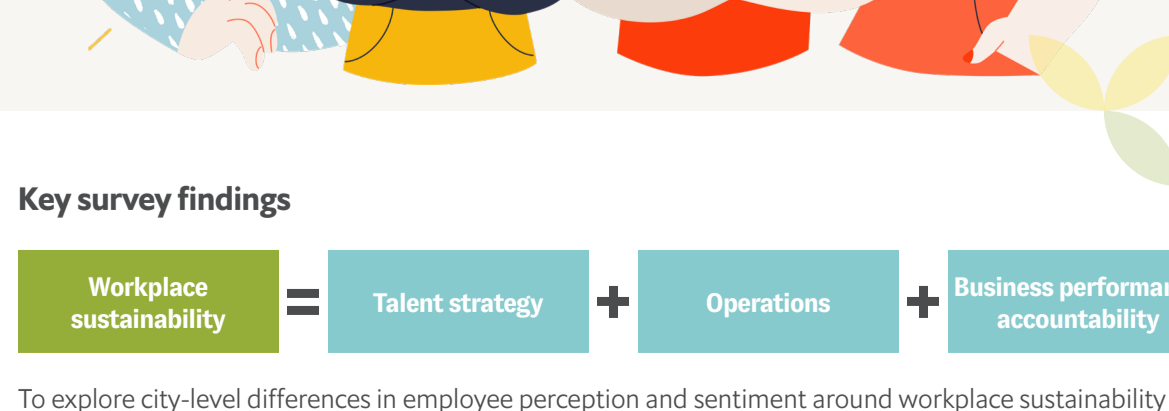 Key survey findings
Workplace
sustainability
=
Talent strategy
+
Operations
+
Business
accountability
To explore city-level differences in employee perception and sentiment around workplace sustainability